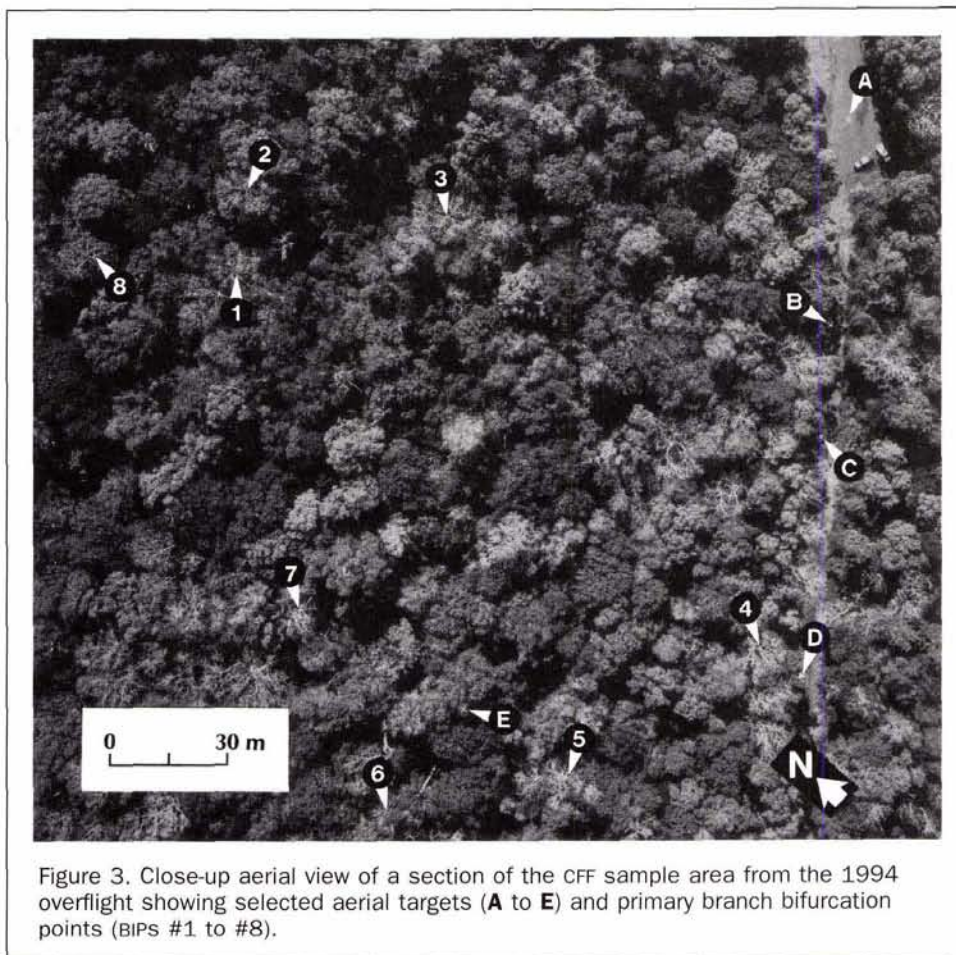 A
2
3
8
1
B
C
7
4
D
E
5
6
N
0 30 m
Figure 3. Close-up aerial view of a section of the CFF sample area from the 1994
overflight showing selected aerial targets (A to E) and primary branch bifurcation
points (BIPs #1 to #8).